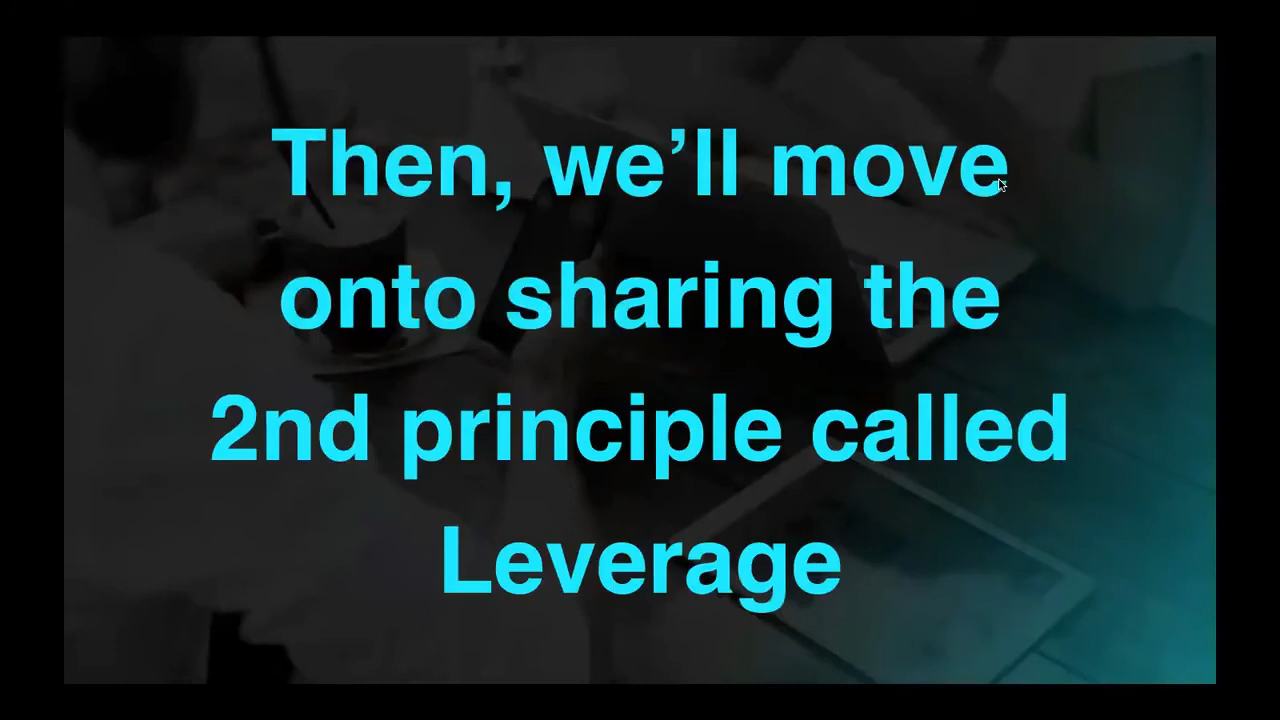 Then, we’ll move
onto sharing the
2nd principle called
Leverage